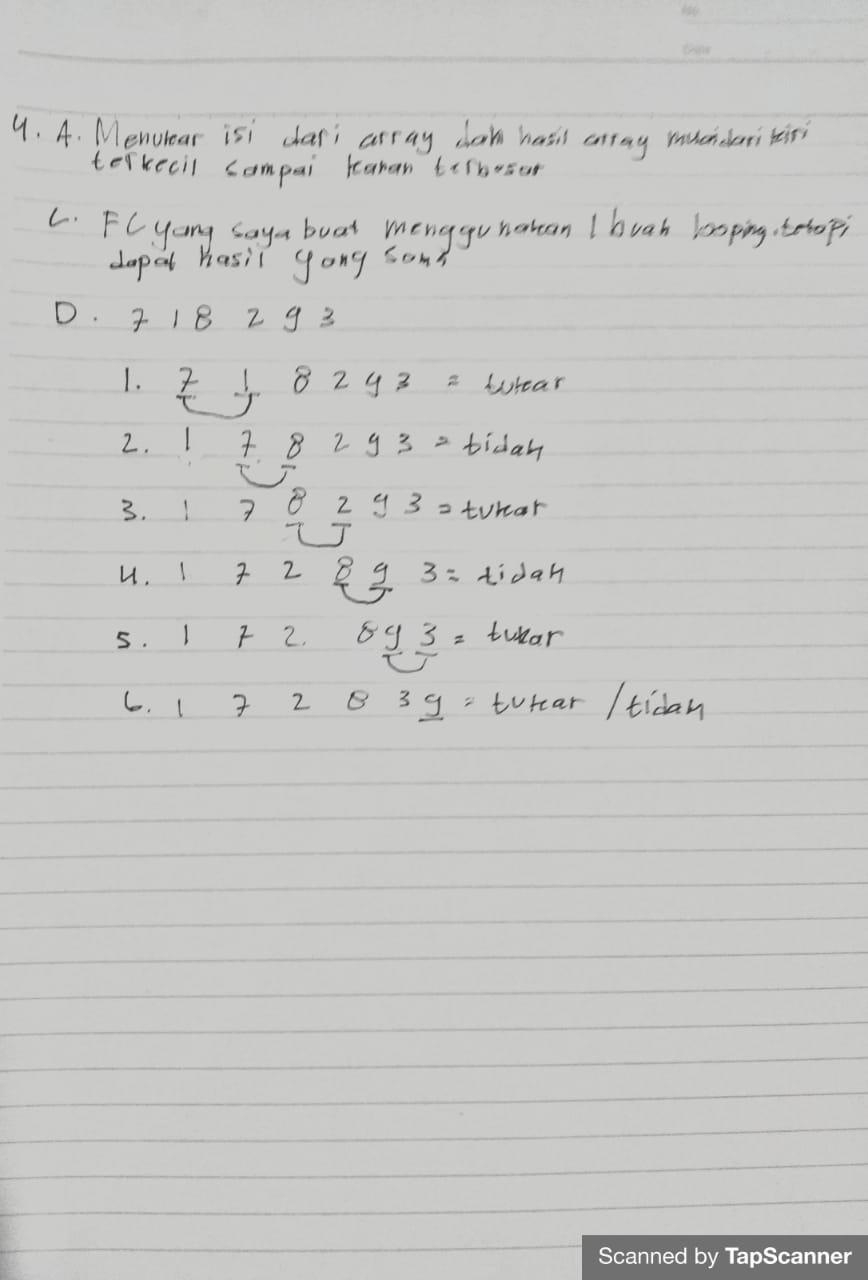 4. A. Menukar isi dari array dan hasil array mulai dari kiri
terkecil sampai kanan terbesar
C. FC yang saya buat menggunakan 1 buah looping. tetapi
dapat hasil yang sama
D. 7 1 8 2 9 3
1. 7 1 8 2 9 3 = tukar
2. 1 7 8 2 9 3 = tidak
3. 1 7 8 2 9 3 = tukar
4. 1 7 2 8 9 3 = tidak
5. 1 7 2. 8 9 3 = tukar
6. 1 7 2 8 3 9 = tukar / tidak
Scanned by TapScanner